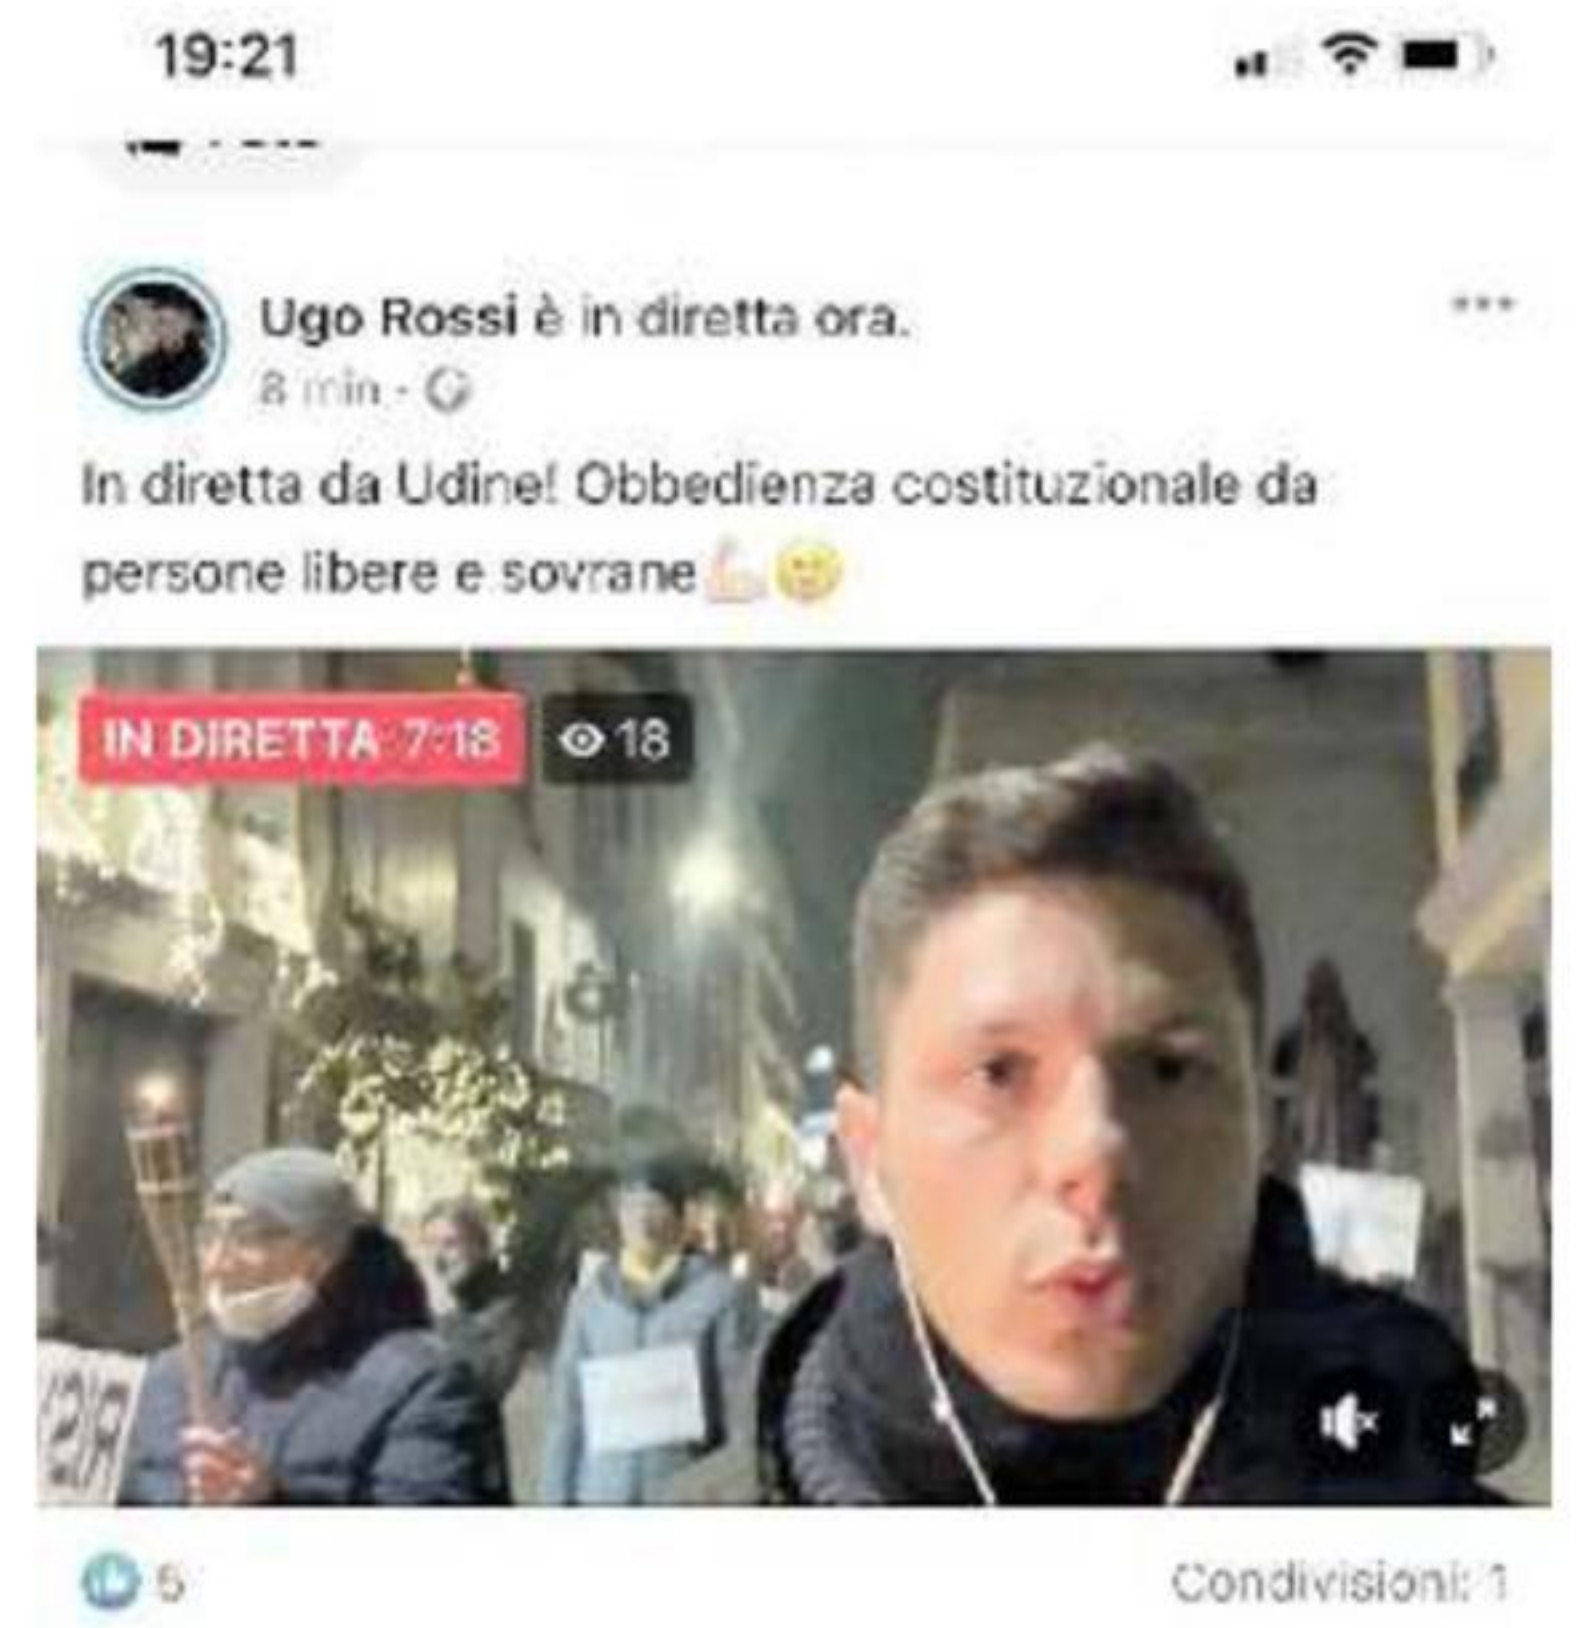 19:21
Ugo Rossi è in diretta ora.
8 min
In diretta da Udine! Obbedienza costituzionale da
persone libere e sovrane💪😊
IN DIRETTA 7:18 18
5 Condivisioni: 1